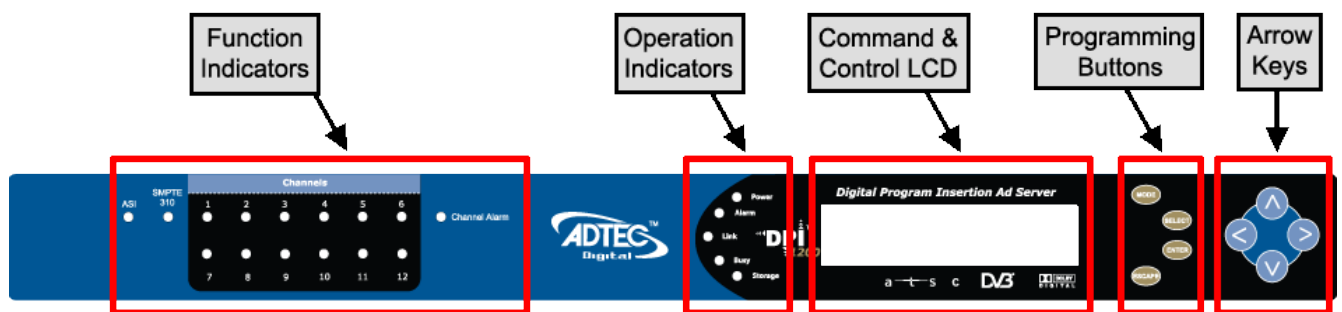 Function
Indicators
Operation
Indicators
Command &
Control LCD
Programming
Buttons
Arrow
Keys
ASI
SMPTE
310
Channels
1 2 3 4 5 6
7 8 9 10 11 12
Channel Alarm
ADTEC™
Digital
Power
Alarm
Link
Busy
Storage
DPI
1200
Digital Program Insertion Ad Server
a t s c
DVB
DOLBY
DIGITAL
MODE
SELECT
ENTER
ESCAPE